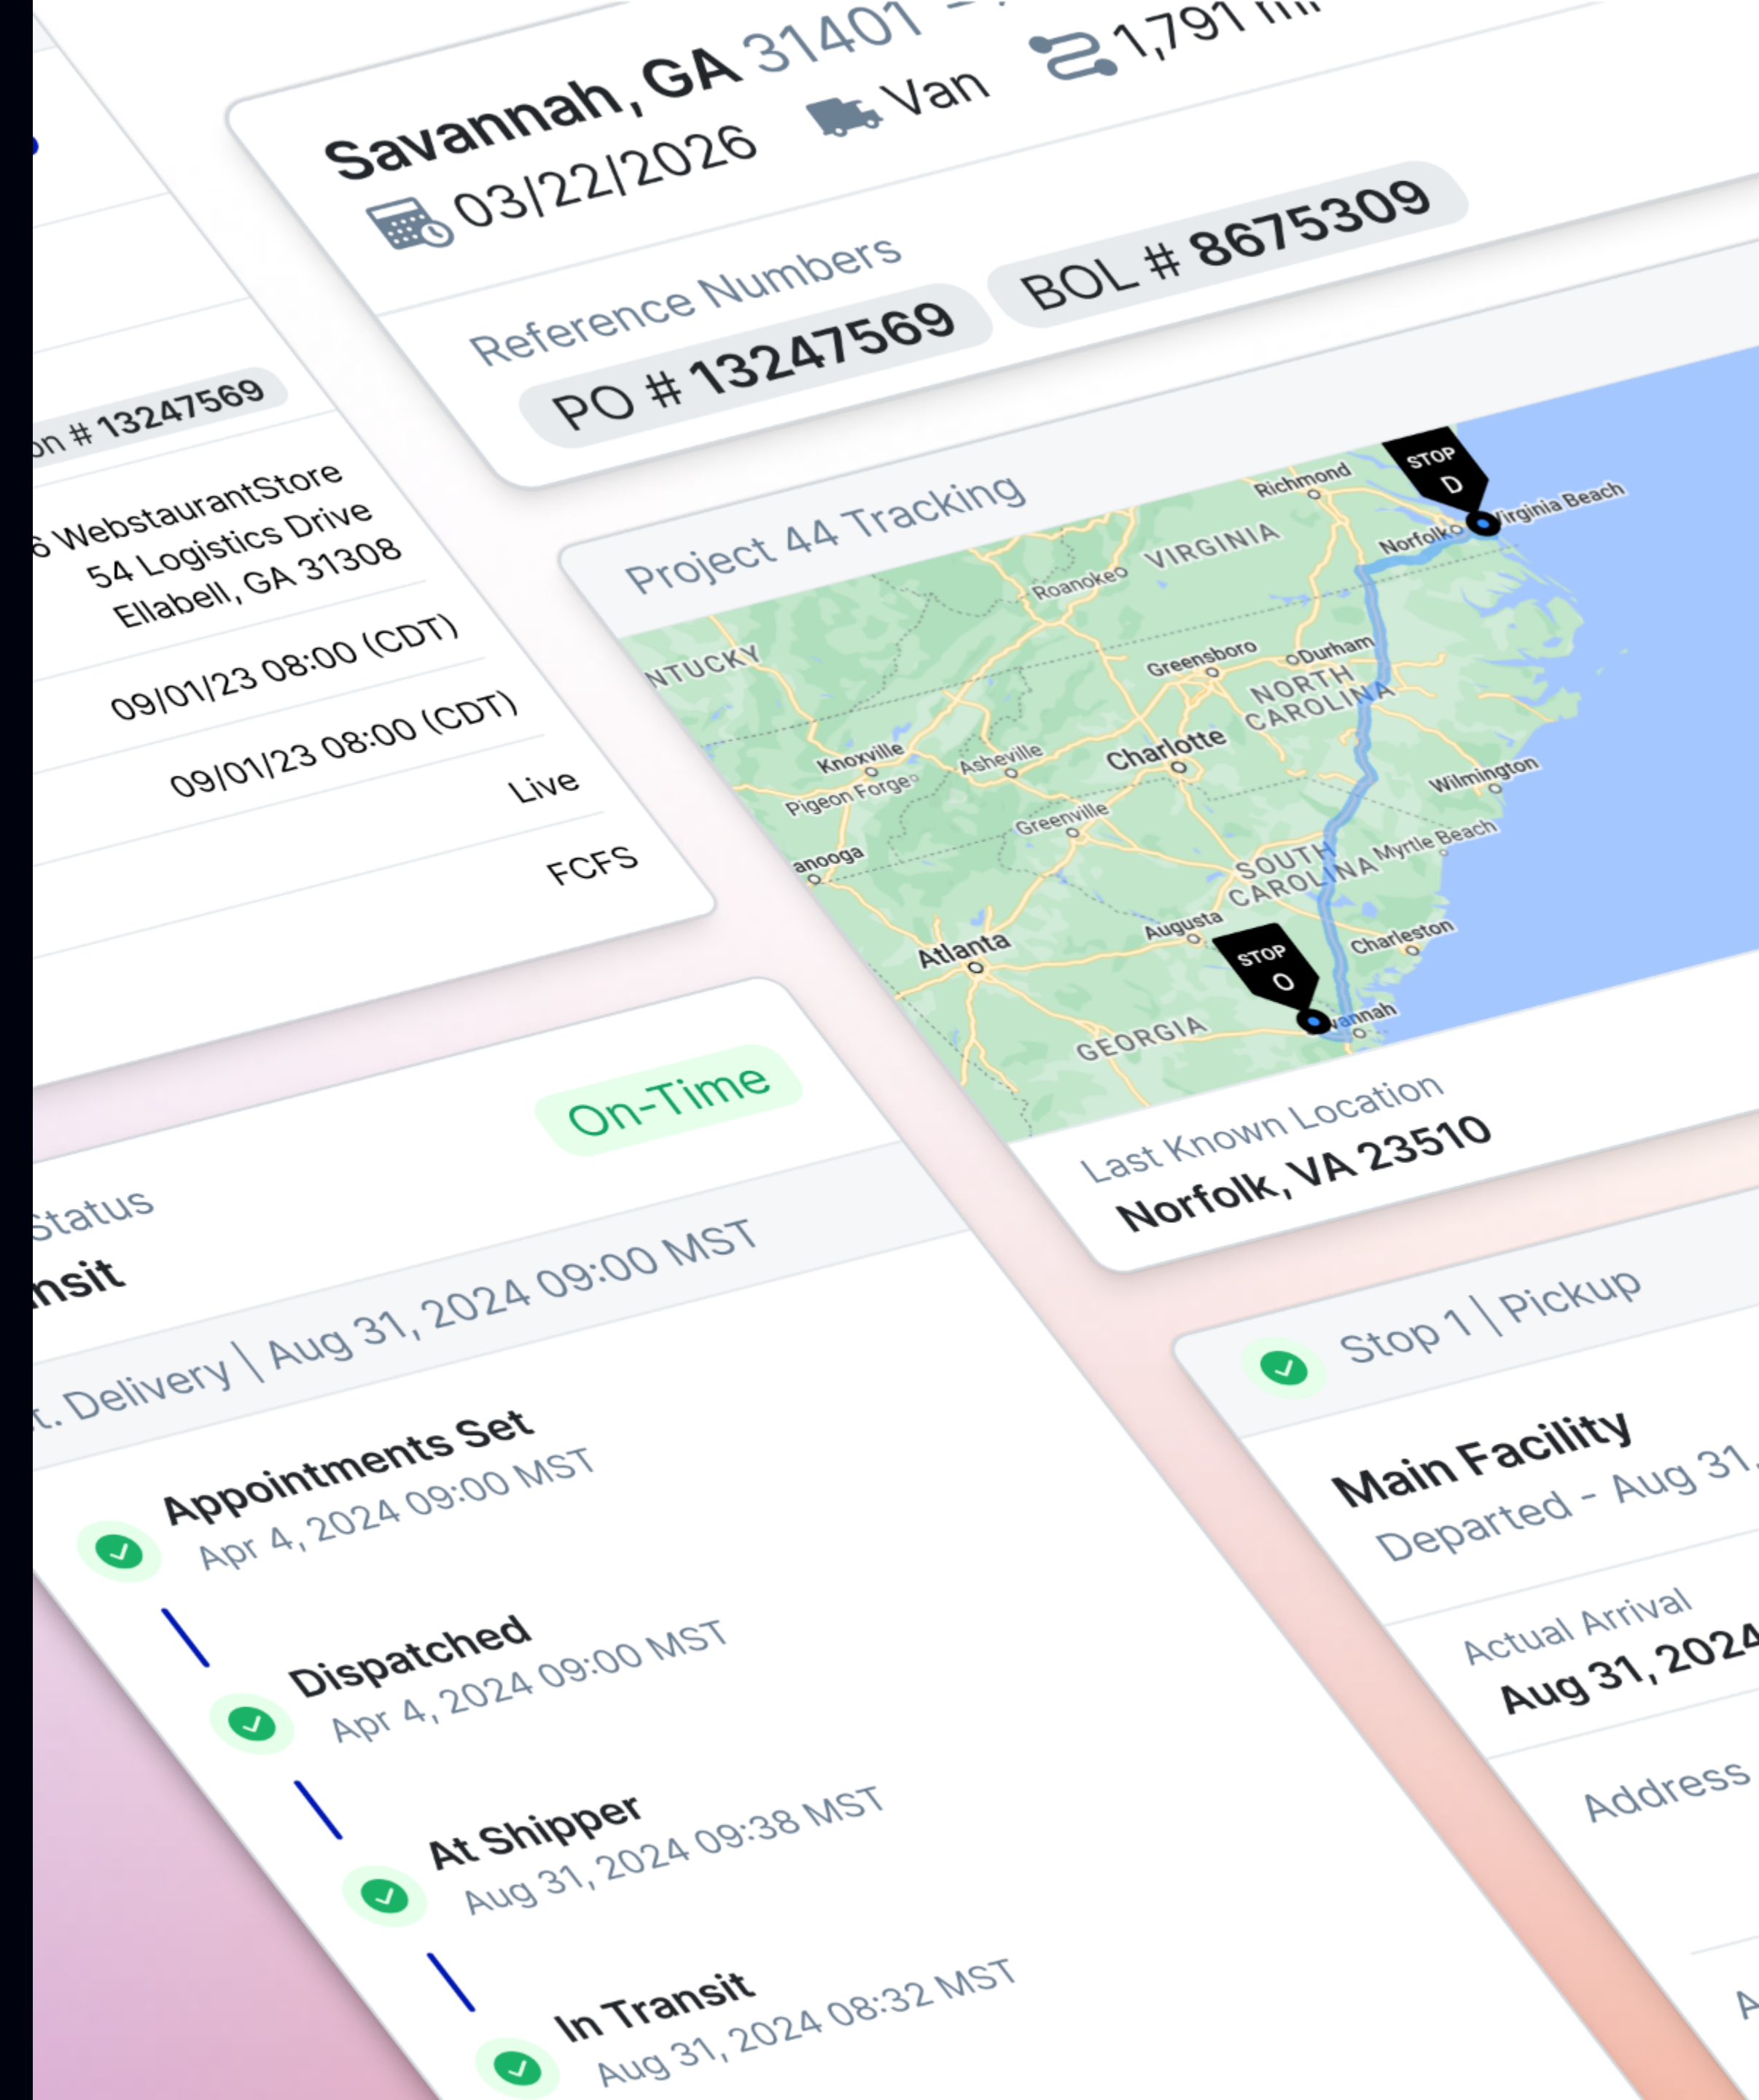 Savannah, GA 31401
03/22/2026 Van 1,791 mi
Reference Numbers
PO # 13247569 BOL # 8675309
# 13247569
WebstaurantStore
54 Logistics Drive
Ellabell, GA 31308
09/01/23 08:00 (CDT)
09/01/23 08:00 (CDT)
Live
FCFS
Project 44 Tracking
STOP
D
Richmond
Virginia Beach
Norfolk
VIRGINIA
Roanoke
NTUCKY
Greensboro
Durham
NORTH
CAROLINA
Knoxville
Asheville
Charlotte
Pigeon Forge
Wilmington
Greenville
Myrtle Beach
anooga
SOUTH
CAROLINA
Augusta
Charleston
Atlanta
STOP
O
vannah
GEORGIA
Last Known Location
Norfolk, VA 23510
On-Time
Status
nsit
t. Delivery | Aug 31, 2024 09:00 MST
Appointments Set
Apr 4, 2024 09:00 MST
Dispatched
Apr 4, 2024 09:00 MST
At Shipper
Aug 31, 2024 09:38 MST
In Transit
Aug 31, 2024 08:32 MST
Stop 1 | Pickup
Main Facility
Departed - Aug 31,
Actual Arrival
Aug 31, 2024
Address